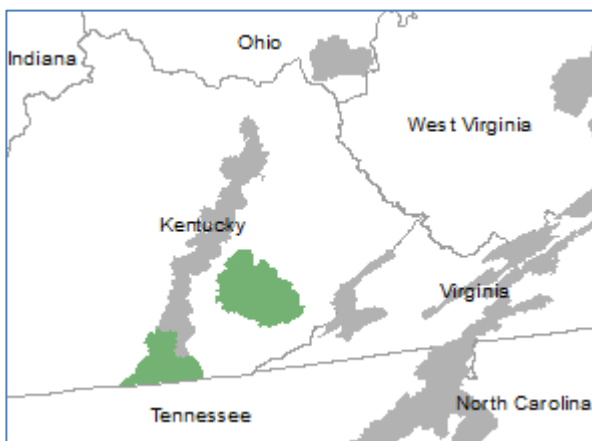 Ohio
Indiana
West Virginia
Kentucky
Virginia
North Carolina
Tennessee